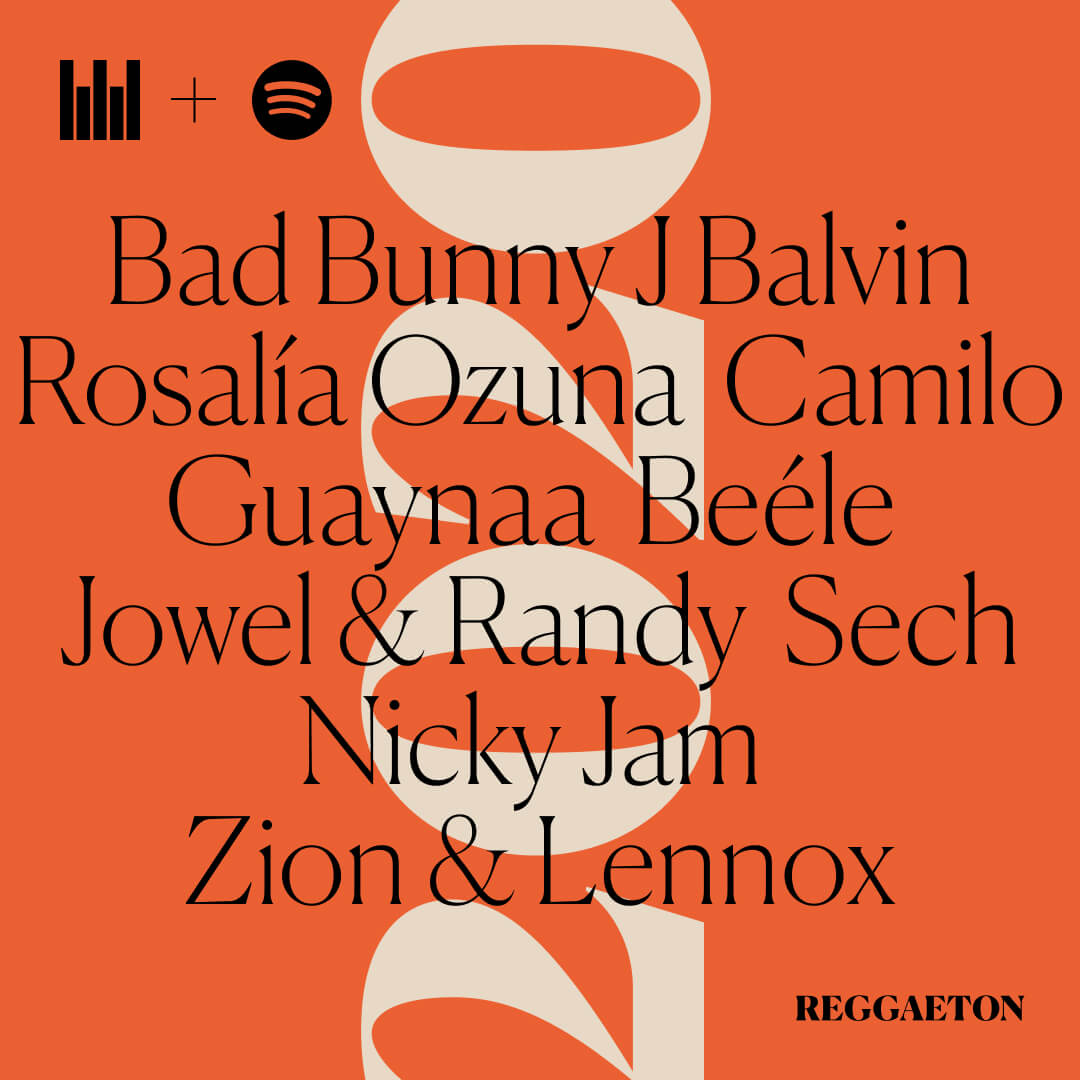 Bad Bunny J Balvin
Rosalía Ozuna Camilo
Guaynaa Beéle
Jowel & Randy Sech
Nicky Jam
Zion & Lennox
REGGAETON
2020